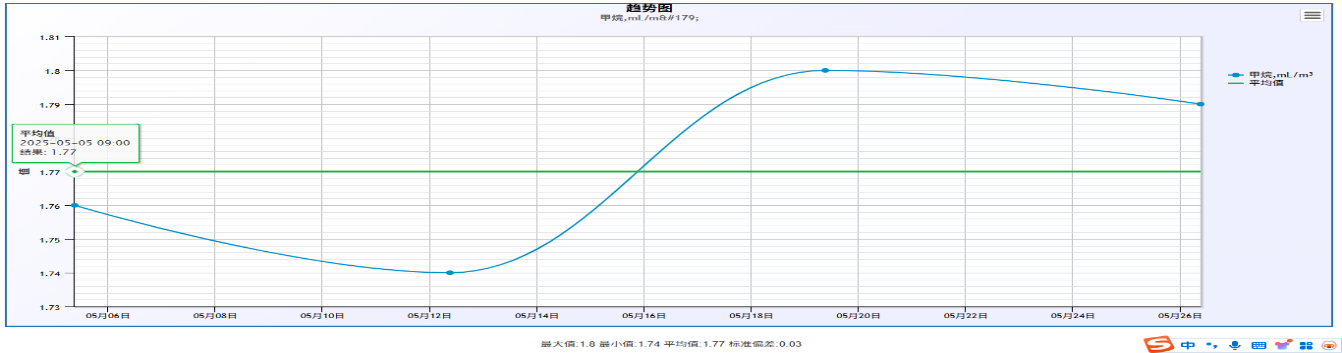 趋势图
甲烷,mL/m&#179;
1.81
1.8
1.79
平均值
2025-05-05 09:00
结果: 1.77
值
1.77
1.76
1.75
1.74
1.73
05月06日 05月08日 05月10日 05月12日 05月14日 05月16日 05月18日 05月20日 05月22日 05月24日 05月26日
甲烷,mL/m³
平均值
最大值:1.8 最小值:1.74 平均值:1.77 标准偏差:0.03
中